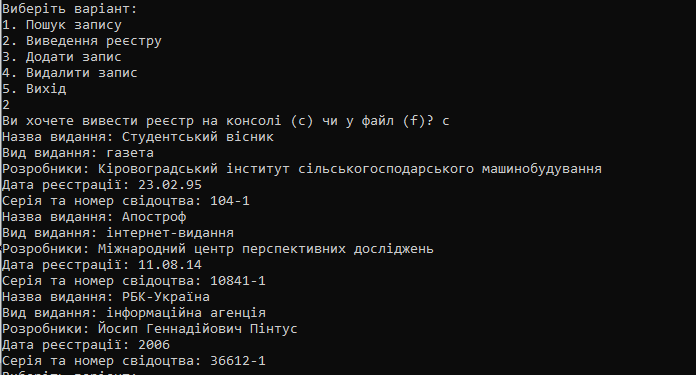 Виберіть варіант:
1. Пошук запису
2. Виведення реєстру
3. Додати запис
4. Видалити запис
5. Вихід
2
Ви хочете вивести реєстр на консолі (c) чи у файл (f)? c
Назва видання: Студентський вісник
Вид видання: газета
Розробники: Кіровоградський інститут сільськогосподарського машинобудування
Дата реєстрації: 23.02.95
Серія та номер свідоцтва: 104-1
Назва видання: Апостроф
Вид видання: інтернет-видання
Розробники: Міжнародний центр перспективних досліджень
Дата реєстрації: 11.08.14
Серія та номер свідоцтва: 10841-1
Назва видання: РБК-Україна
Вид видання: інформаційна агенція
Розробники: Йосип Геннадійович Пінтус
Дата реєстрації: 2006
Серія та номер свідоцтва: 36612-1
Виберіть варіант: